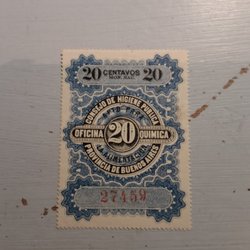 20 CENTAVOS 20
MON. NAC.
CONSEJO DE HIGIENE PUBLICA
OFICINA 20 QUIMICA
PROVINCIA DE BUENOS AIRES
27459